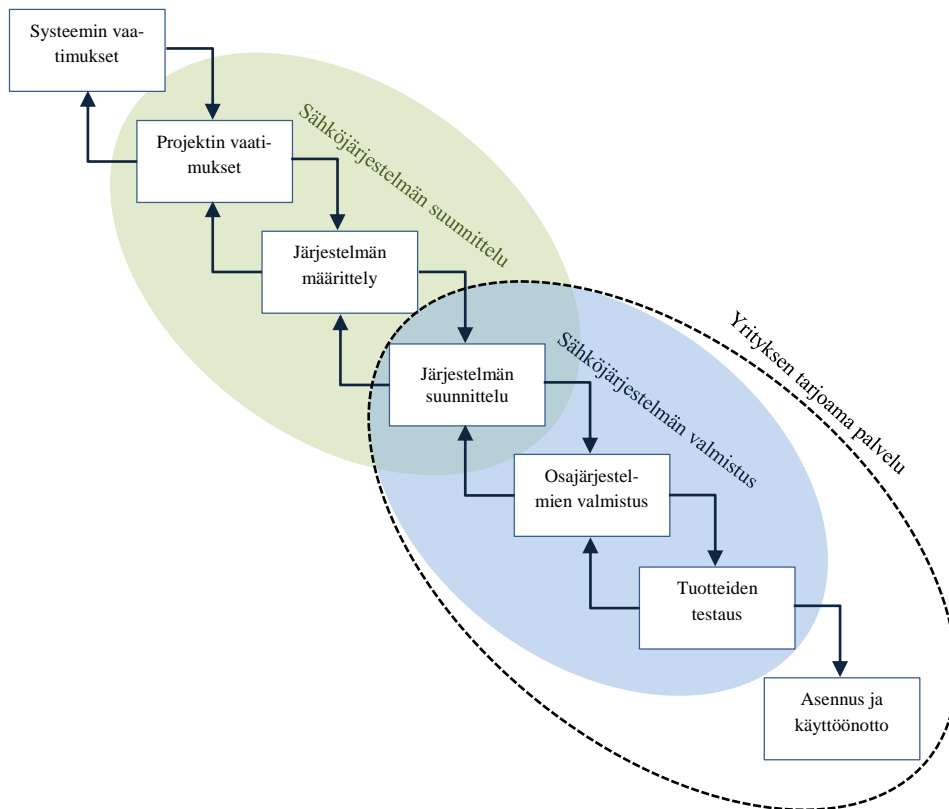 Systeemin vaa-
timukset
Projektin vaati-
mukset
Sähköjärjestelmän suunnittelu
Järjestelmän
määrittely
Järjestelmän
suunnittelu
Sähköjärjestelmän valmistus
Yrityksen tarjoama palvelu
Osajärjestel-
mien valmistus
Tuotteiden
testaus
Asennus ja
käyttöönotto